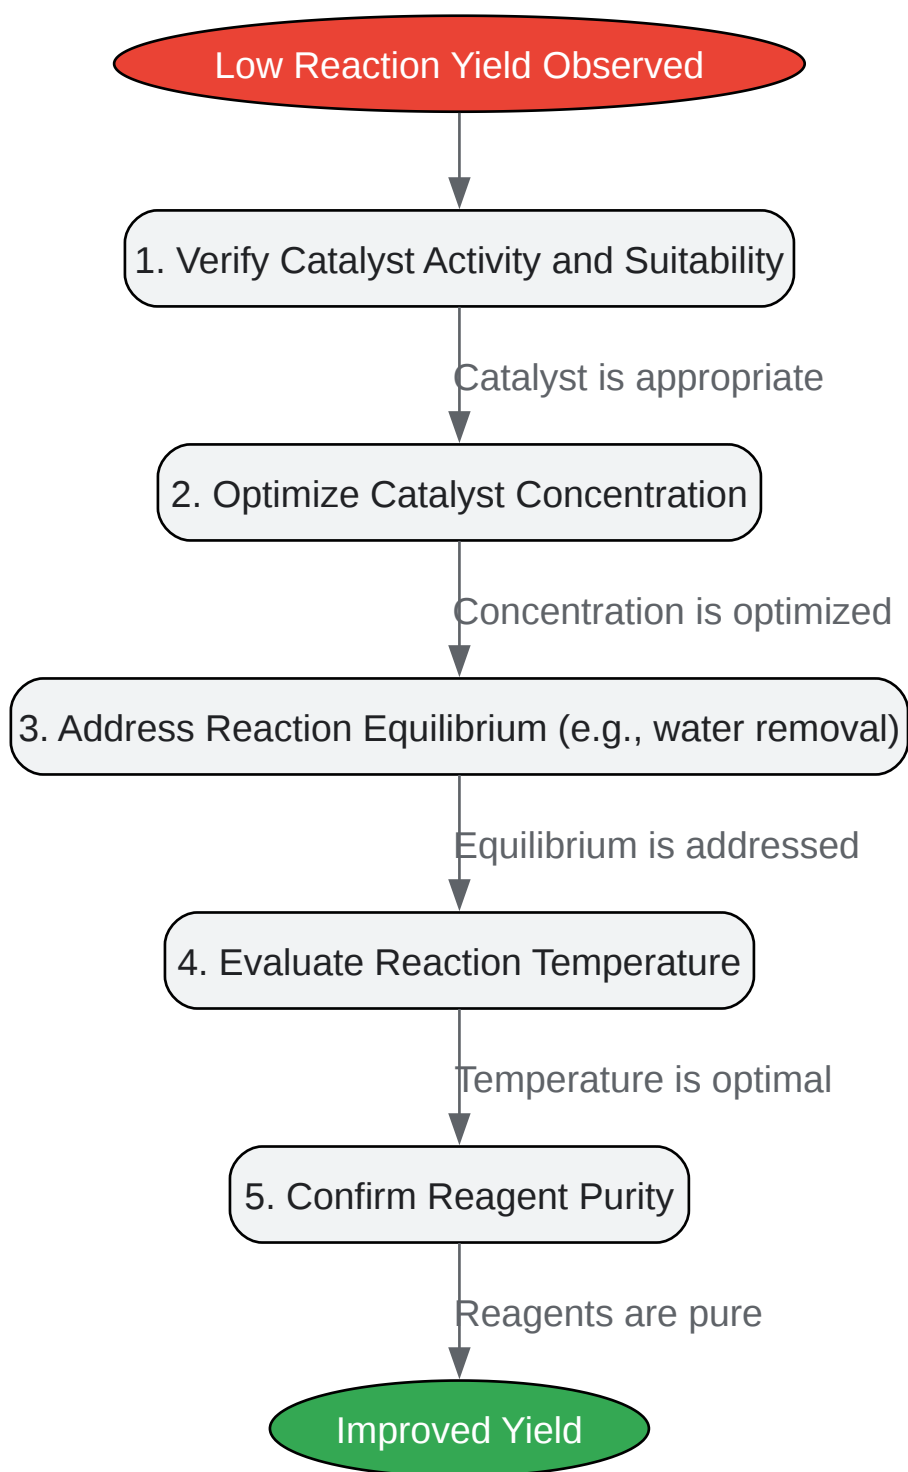 Low Reaction Yield Observed
1. Verify Catalyst Activity and Suitability
Catalyst is appropriate
2. Optimize Catalyst Concentration
Concentration is optimized
3. Address Reaction Equilibrium (e.g., water removal)
Equilibrium is addressed
4. Evaluate Reaction Temperature
Temperature is optimal
5. Confirm Reagent Purity
Reagents are pure
Improved Yield